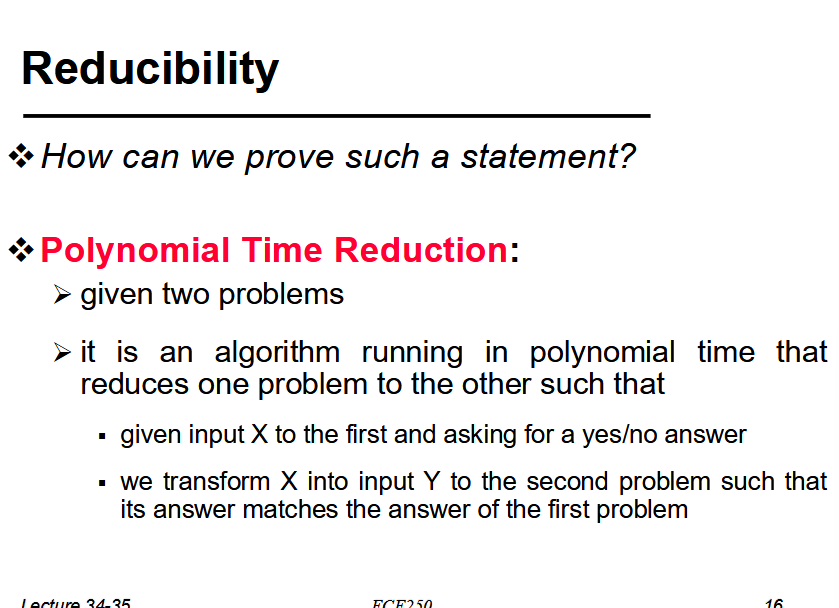 Reducibility
❖ How can we prove such a statement?
❖ Polynomial Time Reduction:
➢ given two problems
➢ it is an algorithm running in polynomial time that
reduces one problem to the other such that
▪ given input X to the first and asking for a yes/no answer
▪ we transform X into input Y to the second problem such that
its answer matches the answer of the first problem
Lecture 34-35 ECE250 16